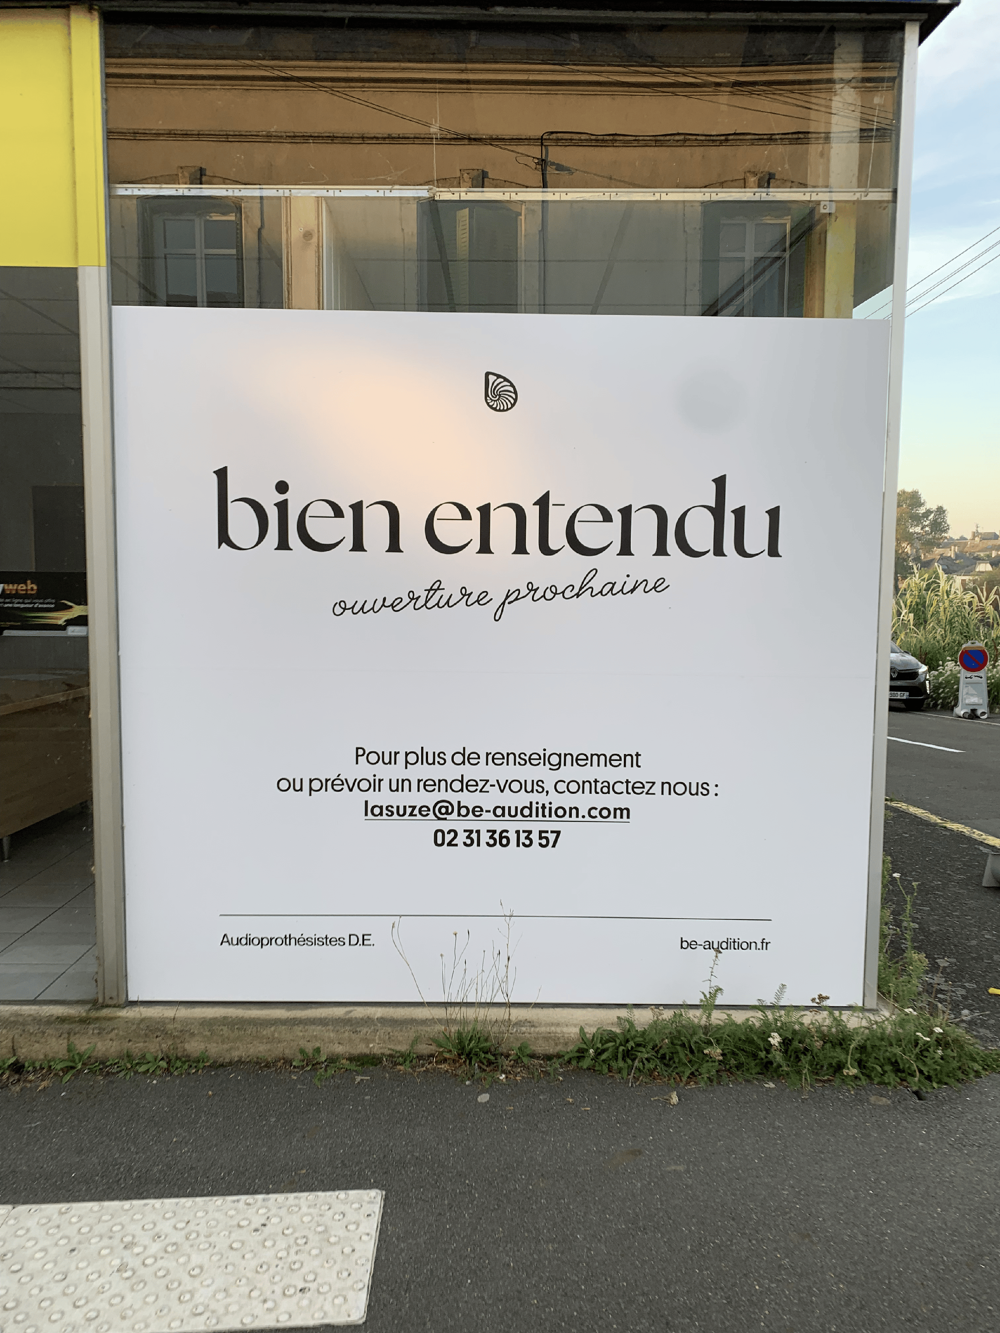 bien entendu
ouverture prochaine
Pour plus de renseignement
ou prévoir un rendez-vous, contactez nous :
lasuze@be-audition.com
02 31 36 13 57
Audioprothésistes D.E.
be-audition.fr
web